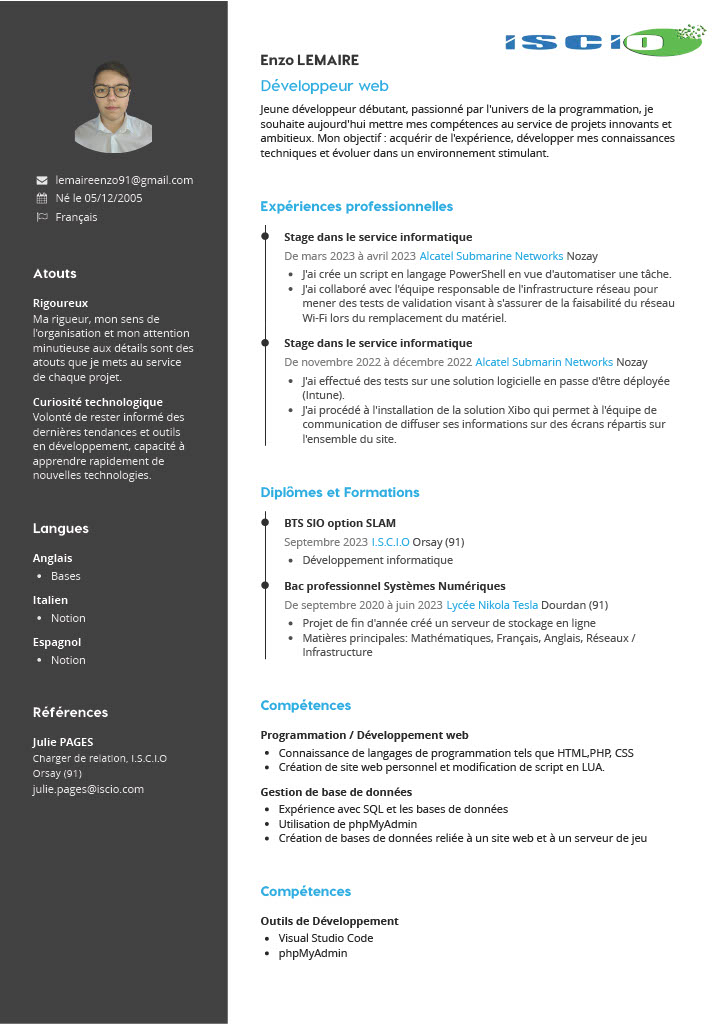 lemaireenzo91@gmail.com
Né le 05/12/2005
Français
Atouts
Rigoureux
Ma rigueur, mon sens de
l'organisation et mon attention
minutieuse aux détails sont des
atouts que je mets au service
de chaque projet.
Curiosité technologique
Volonté de rester informé des
dernières tendances et outils
en développement, capacité à
apprendre rapidement de
nouvelles technologies.
Langues
Anglais
• Bases
Italien
• Notion
Espagnol
• Notion
Références
Julie PAGES
Charger de relation, I.S.C.I.O
Orsay (91)
julie.pages@iscio.com
iscio
Enzo LEMAIRE
Développeur web
Jeune développeur débutant, passionné par l'univers de la programmation, je
souhaite aujourd'hui mettre mes compétences au service de projets innovants et
ambitieux. Mon objectif : acquérir de l'expérience, développer mes connaissances
techniques et évoluer dans un environnement stimulant.
Expériences professionnelles
Stage dans le service informatique
De mars 2023 à avril 2023 Alcatel Submarine Networks Nozay
• J'ai crée un script en langage PowerShell en vue d'automatiser une tâche.
• J'ai collaboré avec l'équipe responsable de l'infrastructure réseau pour
mener des tests de validation visant à s'assurer de la faisabilité du réseau
Wi-Fi lors du remplacement du matériel.
Stage dans le service informatique
De novembre 2022 à décembre 2022 Alcatel Submarin Networks Nozay
• J'ai effectué des tests sur une solution logicielle en passe d'être déployée
(Intune).
• J'ai procédé à l'installation de la solution Xibo qui permet à l'équipe de
communication de diffuser ses informations sur des écrans répartis sur
l'ensemble du site.
Diplômes et Formations
BTS SIO option SLAM
Septembre 2023 I.S.C.I.O Orsay (91)
• Développement informatique
Bac professionnel Systèmes Numériques
De septembre 2020 à juin 2023 Lycée Nikola Tesla Dourdan (91)
• Projet de fin d'année créé un serveur de stockage en ligne
• Matières principales: Mathématiques, Français, Anglais, Réseaux /
Infrastructure
Compétences
Programmation / Développement web
• Connaissance de langages de programmation tels que HTML,PHP, CSS
• Création de site web personnel et modification de script en LUA.
Gestion de base de données
• Expérience avec SQL et les bases de données
• Utilisation de phpMyAdmin
• Création de bases de données reliée à un site web et à un serveur de jeu
Compétences
Outils de Développement
• Visual Studio Code
• phpMyAdmin